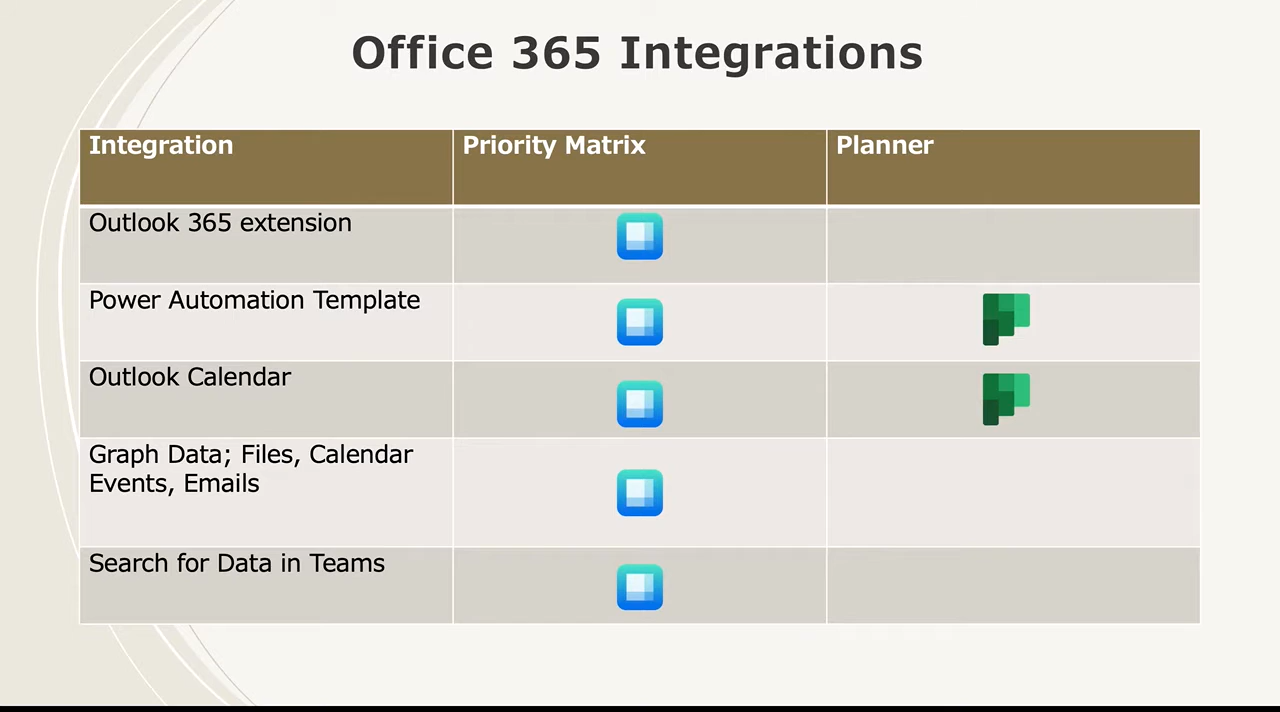 Office 365 Integrations
Integration
Priority Matrix
Planner
Outlook 365 extension
Power Automation Template
Outlook Calendar
Graph Data; Files, Calendar
Events, Emails
Search for Data in Teams